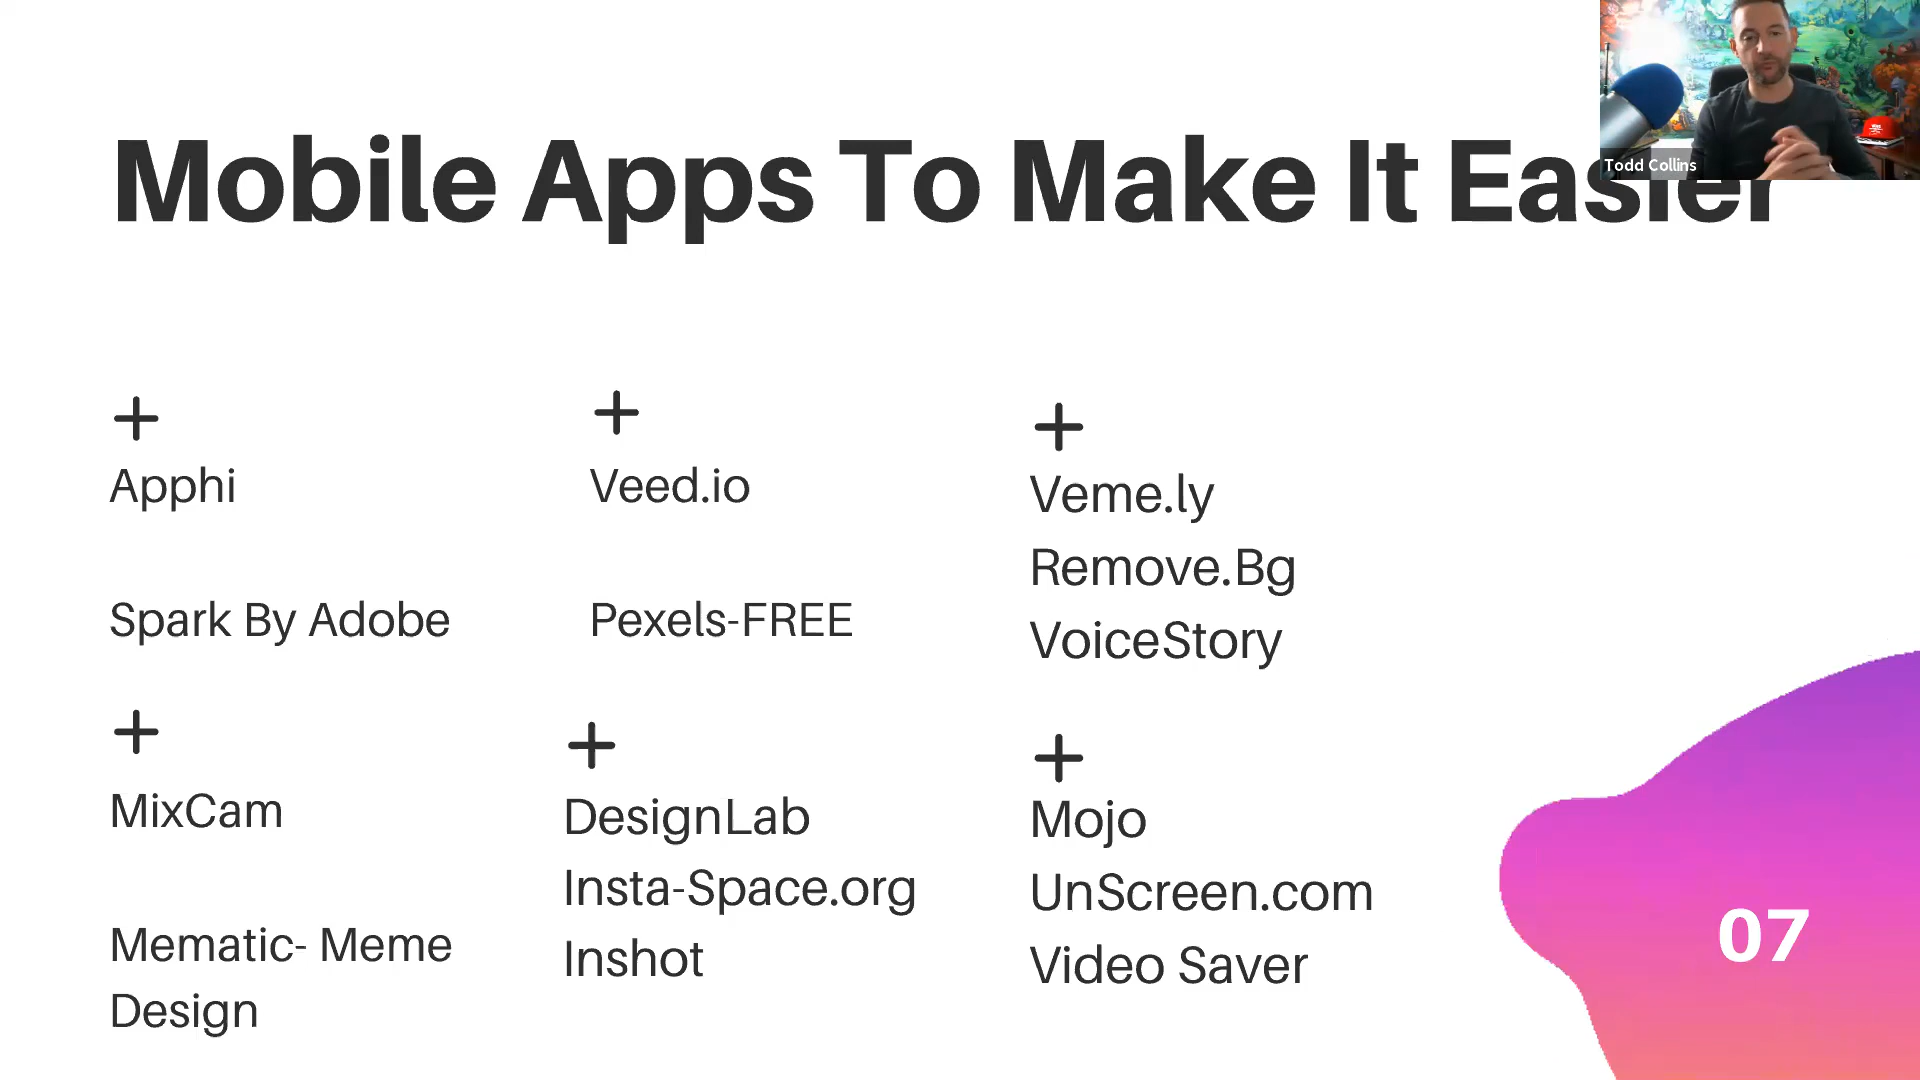 Todd Collins
Mobile Apps To Make It Easier
Apphi
Spark By Adobe
Veed.io
Pexels-FREE
Veme.ly
Remove.Bg
VoiceStory
MixCam
Mematic- Meme
Design
DesignLab
Insta-Space.org
Inshot
Mojo
UnScreen.com
Video Saver
07